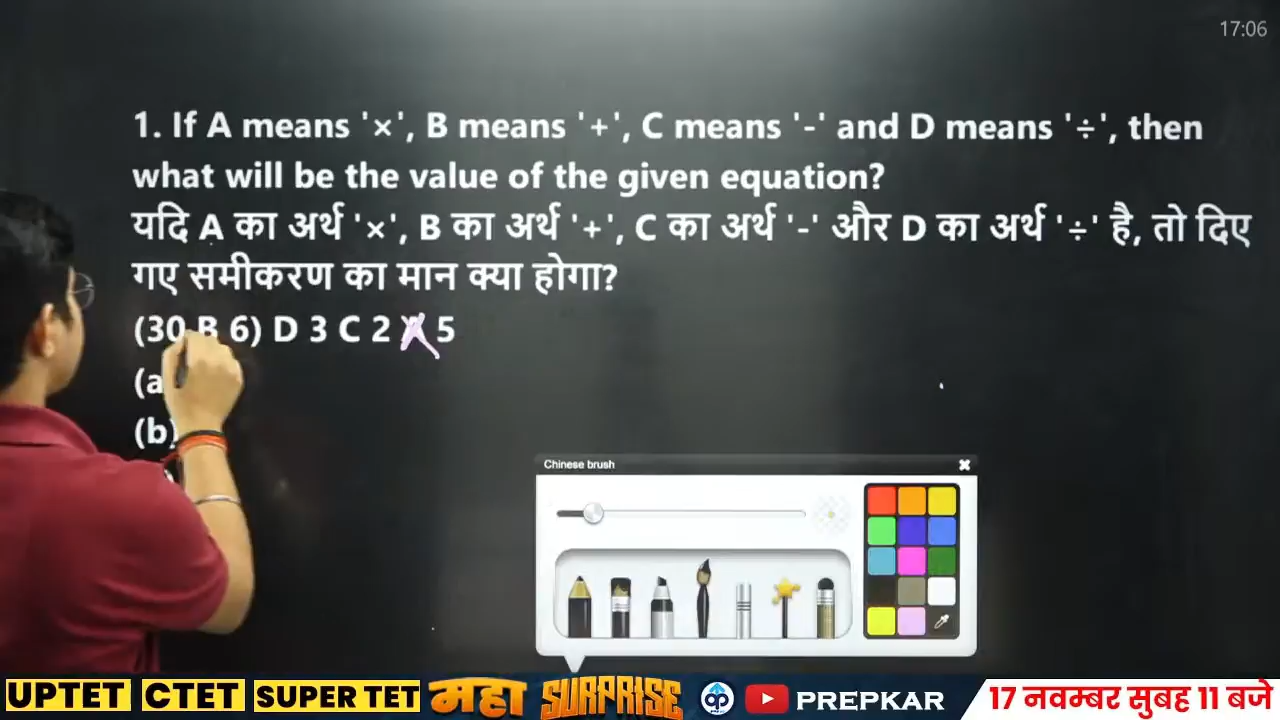 17:06
1. If A means '×', B means '+', C means '-' and D means '÷', then
what will be the value of the given equation?
यदि A का अर्थ '×', B का अर्थ '+', C का अर्थ '-' और D का अर्थ '÷' है, तो दिए
गए समीकरण का मान क्या होगा?
(30 B 6) D 3 C 2 A 5
(a
(b)
Chinese brush
UPTET CTET SUPER TET महा SURPRISE PREPKAR 17 नवम्बर सुबह 11 बजे